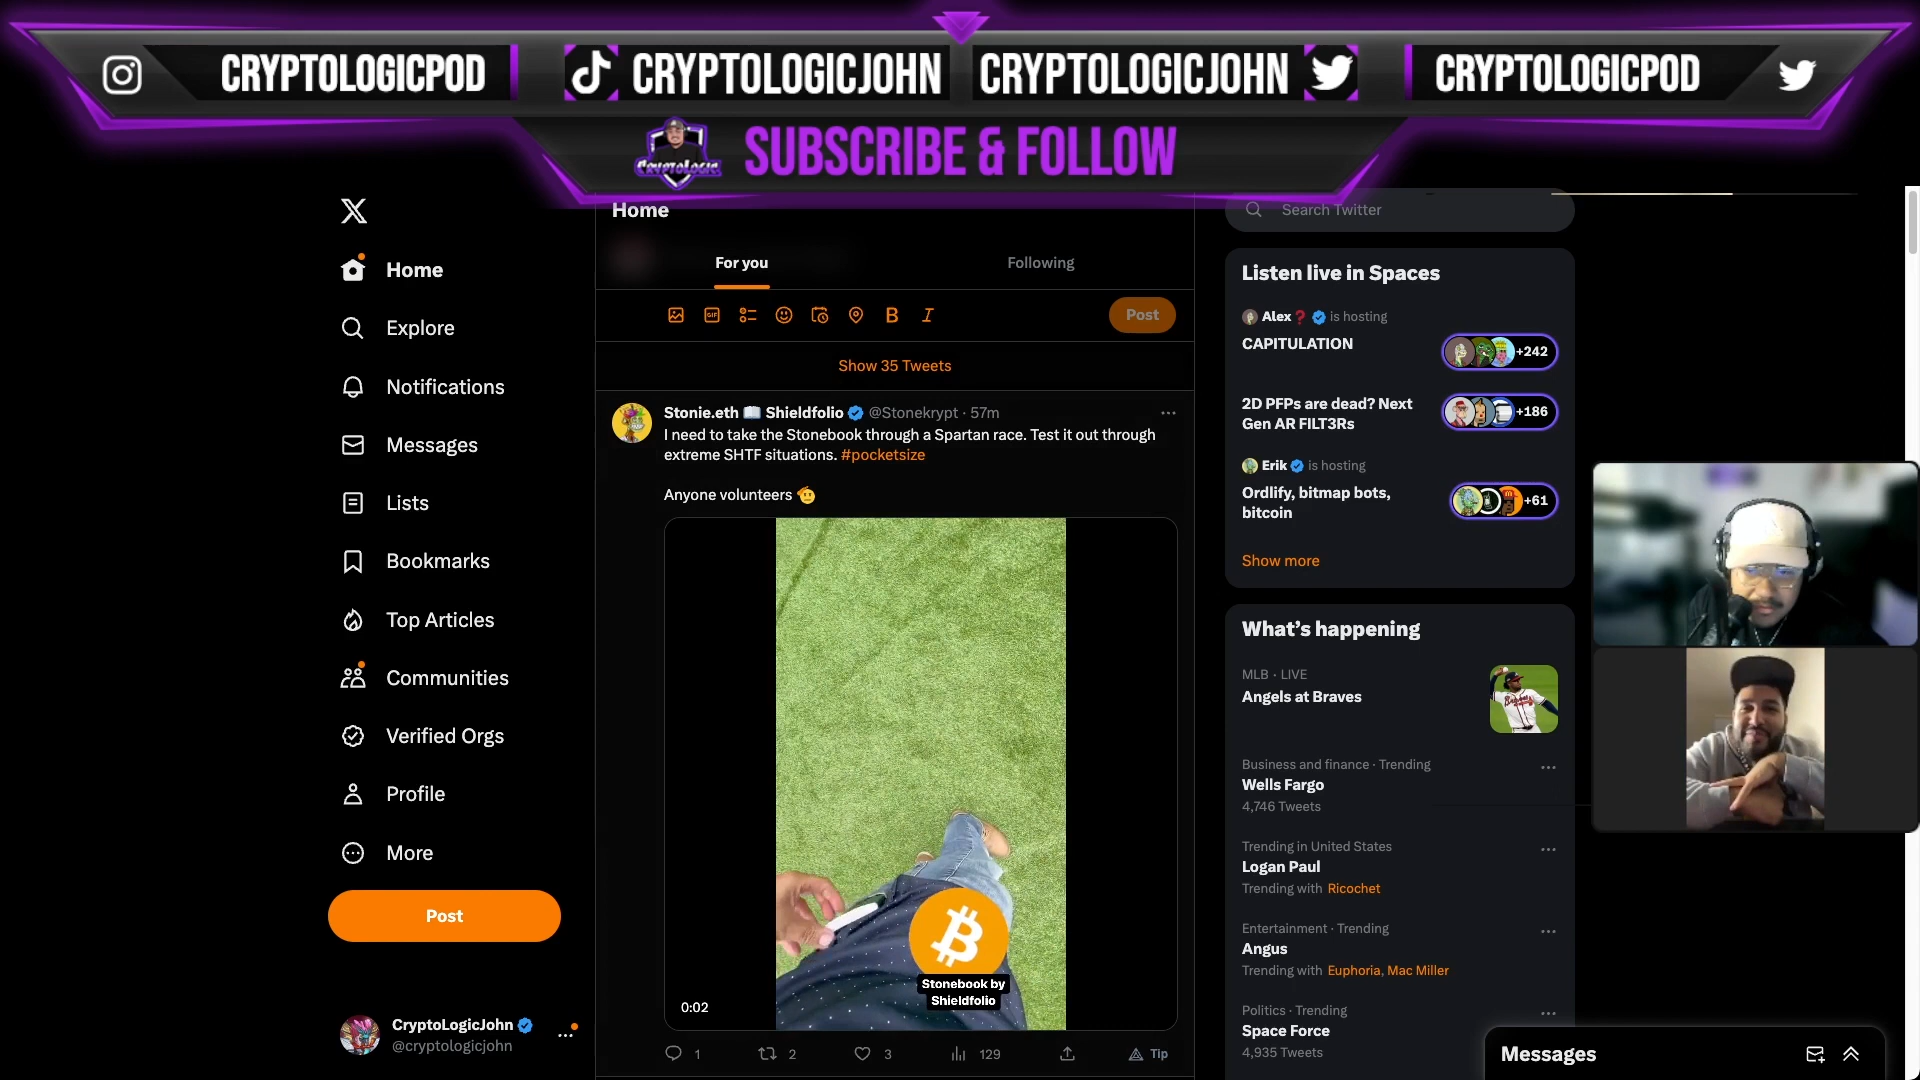 CRYPTOLOGICPOD
CRYPTOLOGICJOHN
CRYPTOLOGICJOHN
CRYPTOLOGICPOD
CRYPTOLOGIC
SUBSCRIBE & FOLLOW
Home
Explore
Notifications
Messages
Lists
Bookmarks
Top Articles
Communities
Verified Orgs
Profile
More
Post
CryptoLogicJohn
@cryptologicjohn
Home
For you
Following
GIF
B
I
Post
Show 35 Tweets
Stonie.eth 📖 Shieldfolio @Stonekrypt · 57m
I need to take the Stonebook through a Spartan race. Test it out through
extreme SHTF situations. #pocketsize
Anyone volunteers 🫡
Stonebook by
Shieldfolio
0:02
1
2
3
129
Tip
Search Twitter
Listen live in Spaces
Alex❓ is hosting
CAPITULATION
+242
2D PFPs are dead? Next
Gen AR FILT3Rs
+186
Erik is hosting
Ordlify, bitmap bots,
bitcoin
+61
Show more
What’s happening
MLB · LIVE
Angels at Braves
Business and finance · Trending
Wells Fargo
4,746 Tweets
Trending in United States
Logan Paul
Trending with Ricochet
Entertainment · Trending
Angus
Trending with Euphoria, Mac Miller
Politics · Trending
Space Force
4,935 Tweets
Messages